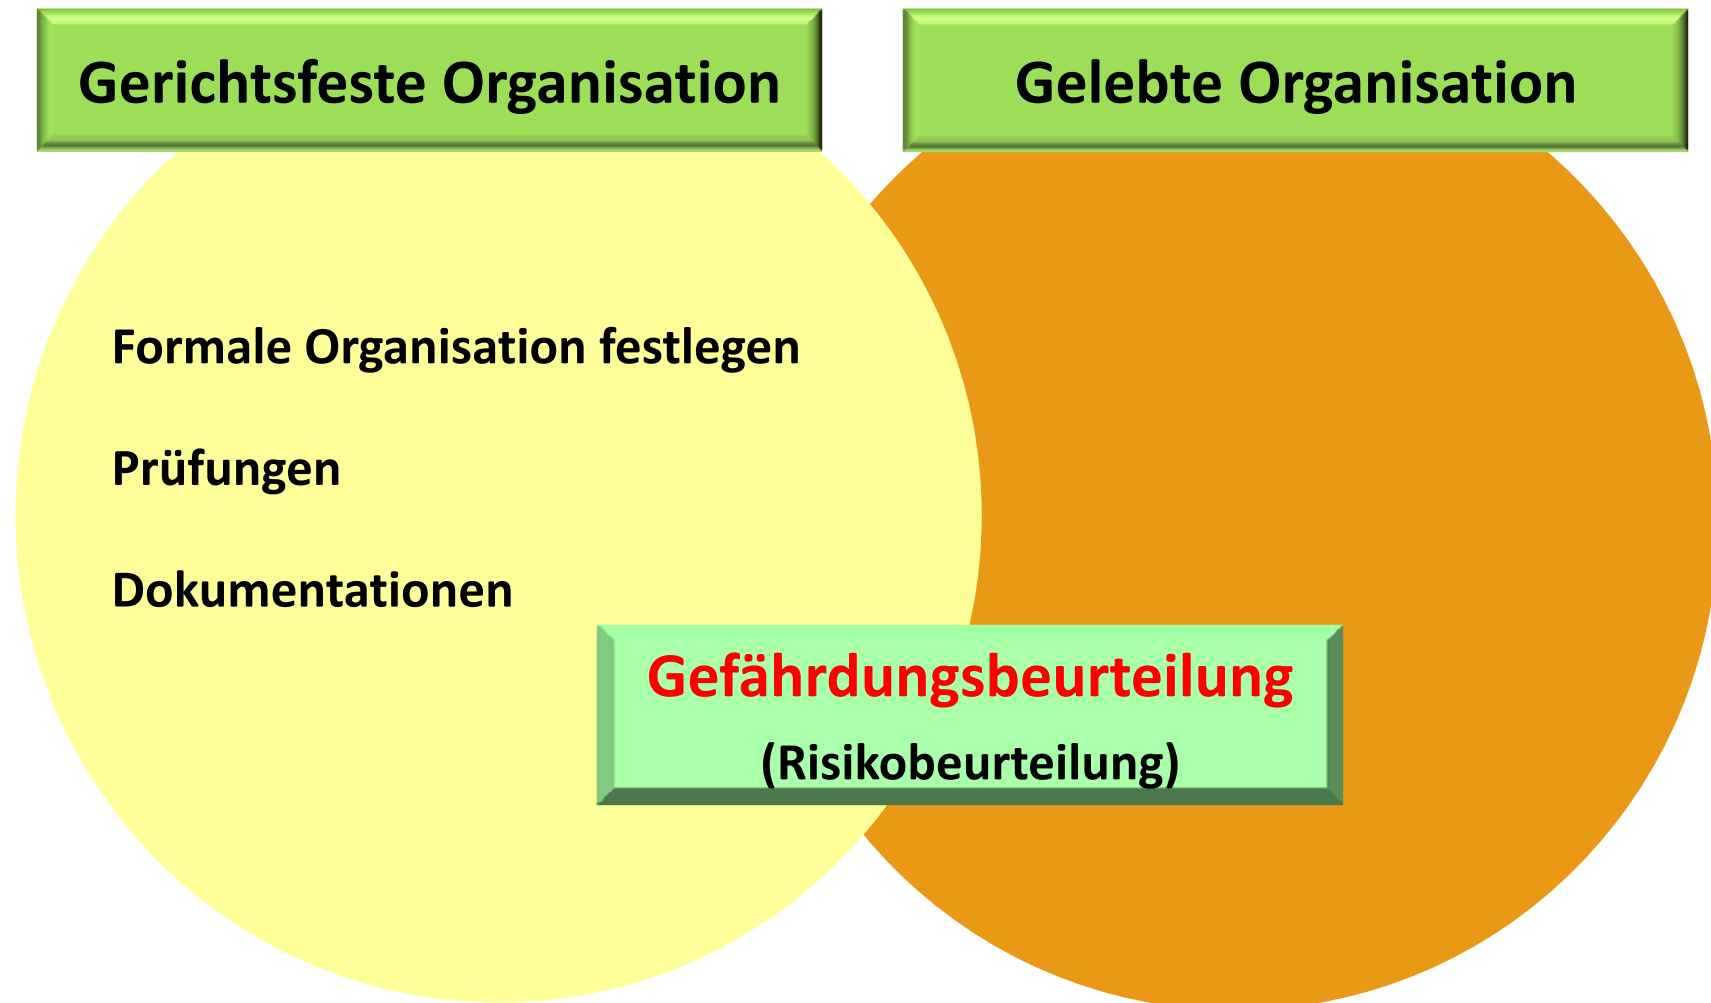 Gerichtsfeste Organisation
Gelebte Organisation
Formale Organisation festlegen
Prüfungen
Dokumentationen
Gefährdungsbeurteilung
(Risikobeurteilung)